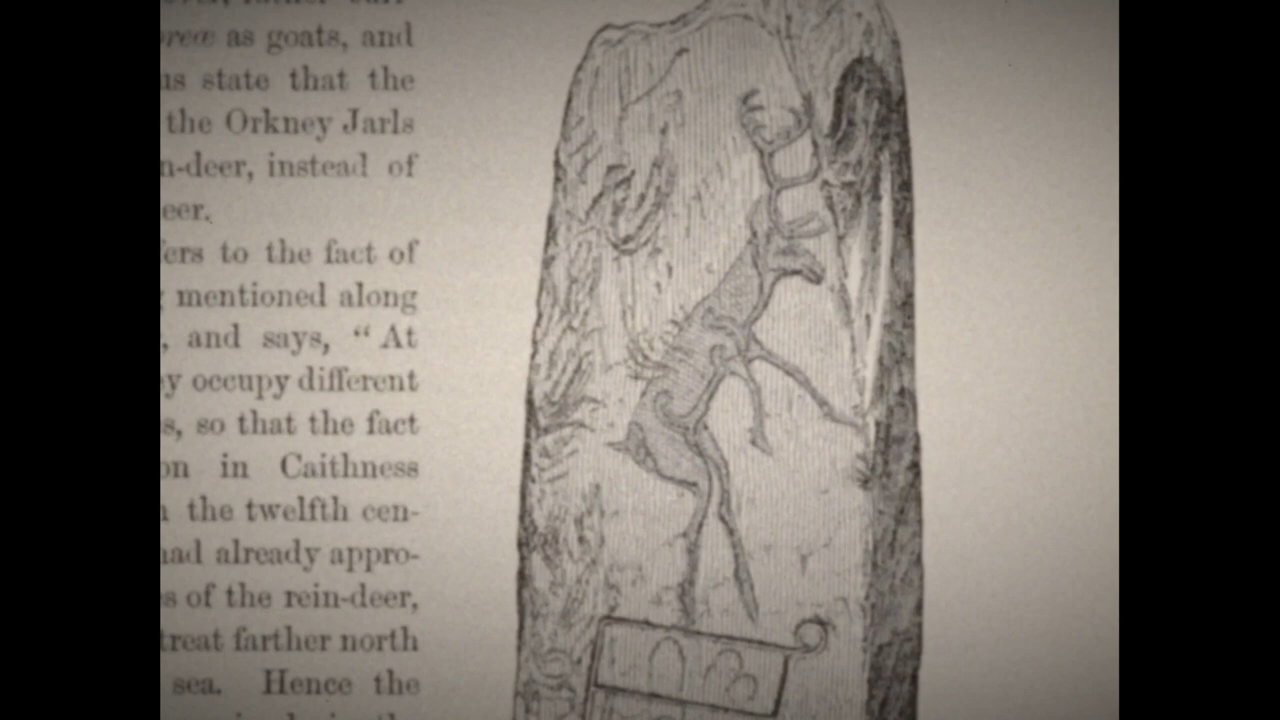 as goats, and
state that the
the Orkney Jarls
n-deer, instead of
eer.
ers to the fact of
mentioned along
, and says, “ At
y occupy different
s, so that the fact
on in Caithness
the twelfth cen-
had already appro-
s of the rein-deer,
treat farther north
sea. Hence the